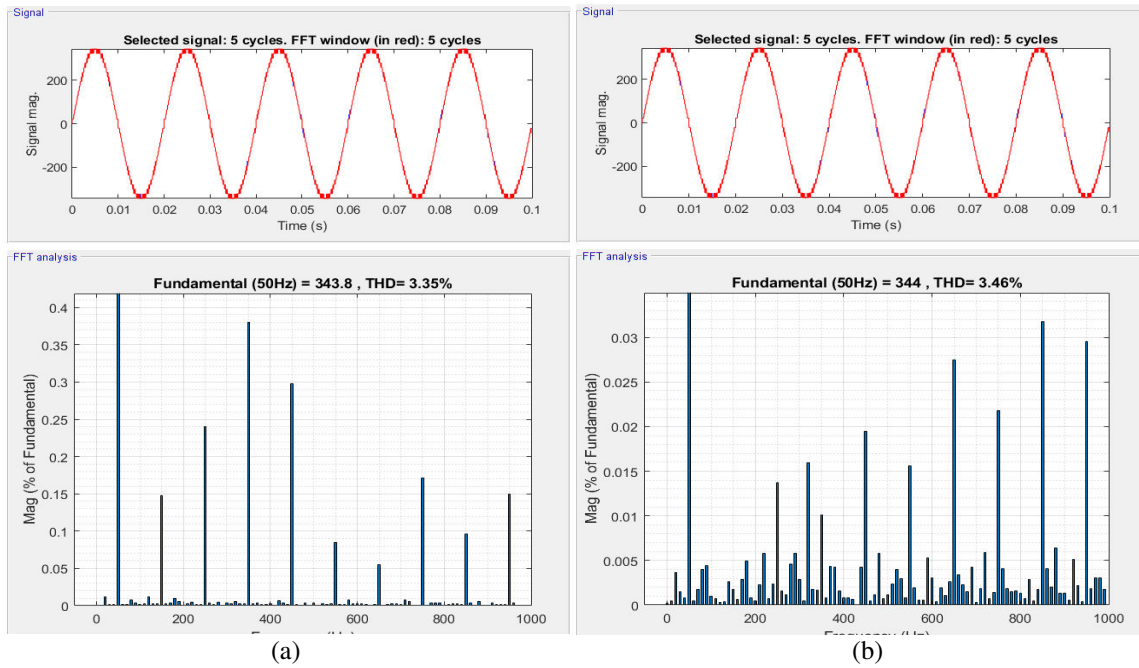 Signal
Selected signal: 5 cycles. FFT window (in red): 5 cycles
Signal mag.
200
0
-200
0 0.01 0.02 0.03 0.04 0.05 0.06 0.07 0.08 0.09 0.1
Time (s)
FFT analysis
Fundamental (50Hz) = 343.8 , THD= 3.35%
Mag (% of Fundamental)
0.4
0.35
0.3
0.25
0.2
0.15
0.1
0.05
0
0 200 400 600 800 1000
(a)
Signal
Selected signal: 5 cycles. FFT window (in red): 5 cycles
Signal mag.
200
0
-200
0 0.01 0.02 0.03 0.04 0.05 0.06 0.07 0.08 0.09 0.1
Time (s)
FFT analysis
Fundamental (50Hz) = 344 , THD= 3.46%
Mag (% of Fundamental)
0.03
0.025
0.02
0.015
0.01
0.005
0
0 200 400 600 800 1000
Frequency (Hz)
(b)